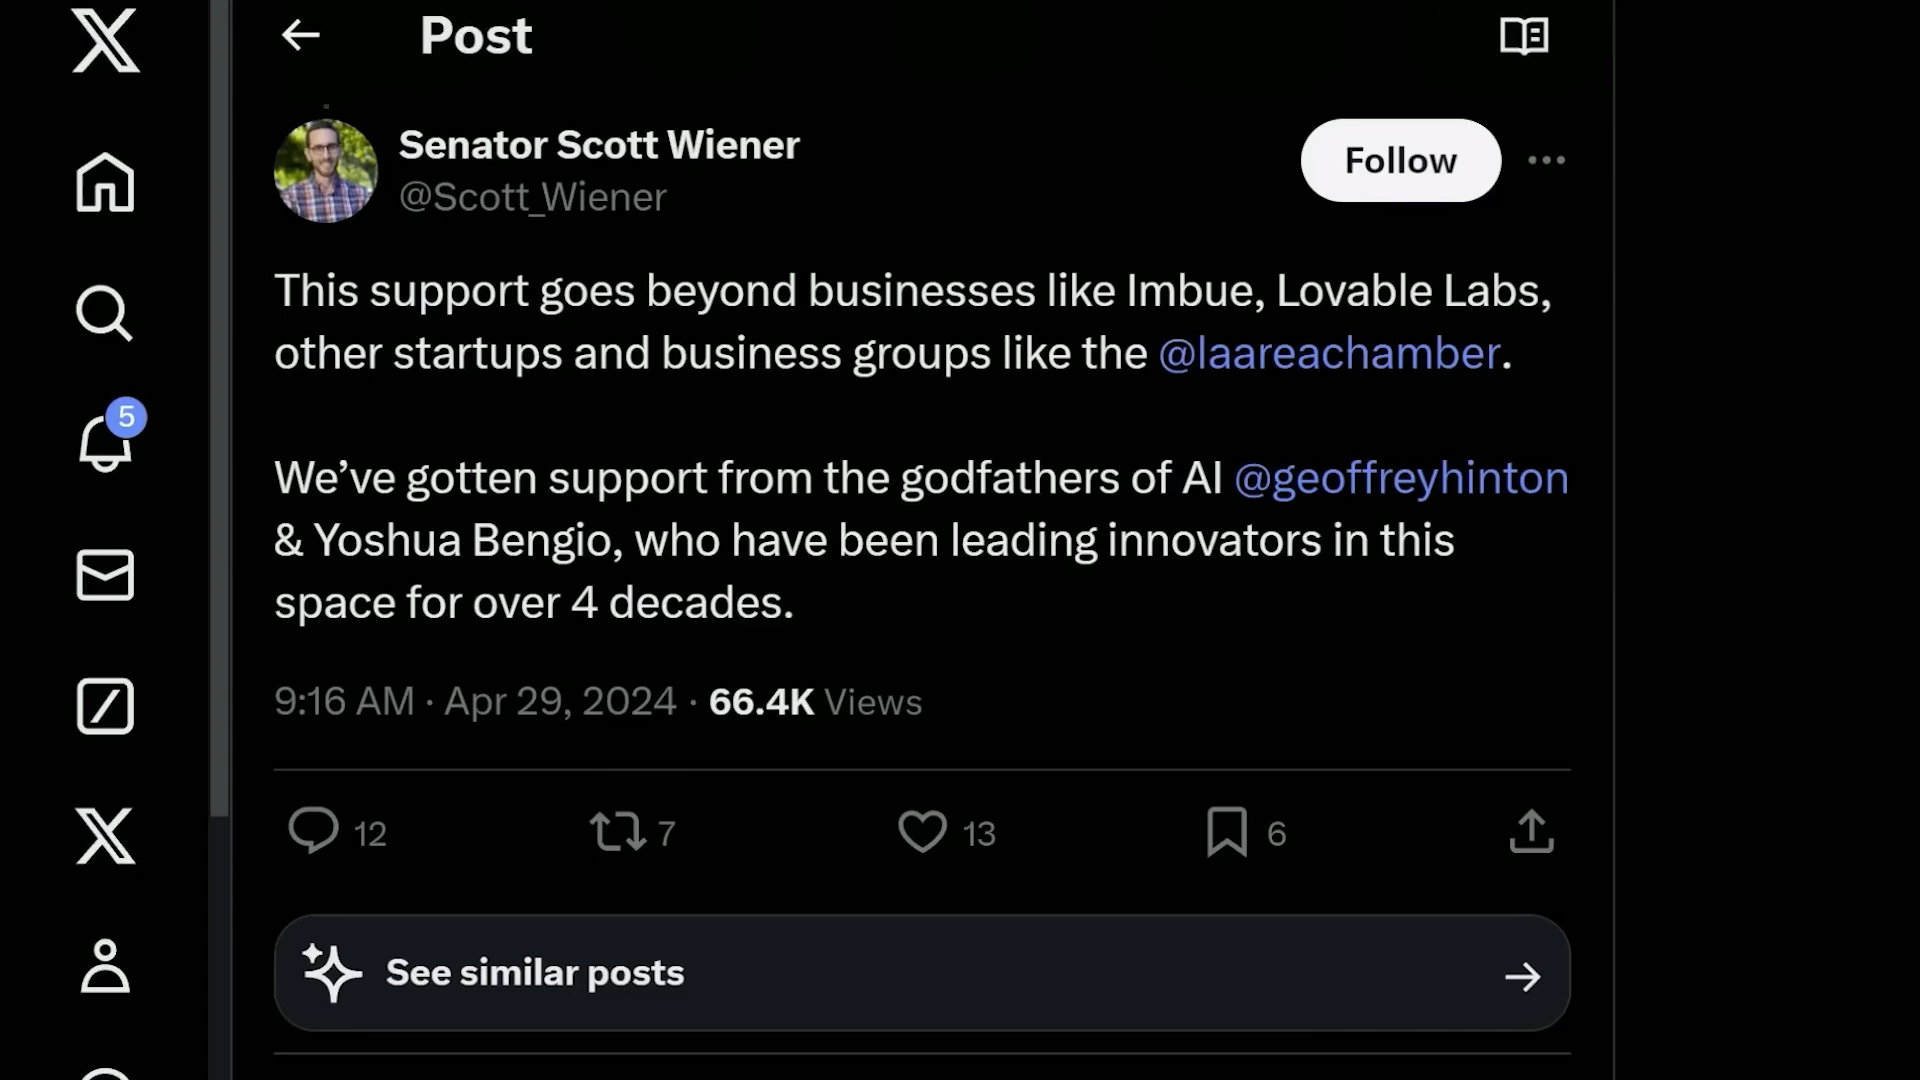 Post
Senator Scott Wiener
@Scott_Wiener
Follow
This support goes beyond businesses like Imbue, Lovable Labs,
other startups and business groups like the @laareachamber.
We’ve gotten support from the godfathers of AI @geoffreyhinton
& Yoshua Bengio, who have been leading innovators in this
space for over 4 decades.
9:16 AM · Apr 29, 2024 · 66.4K Views
12 7 13 6
See similar posts
5